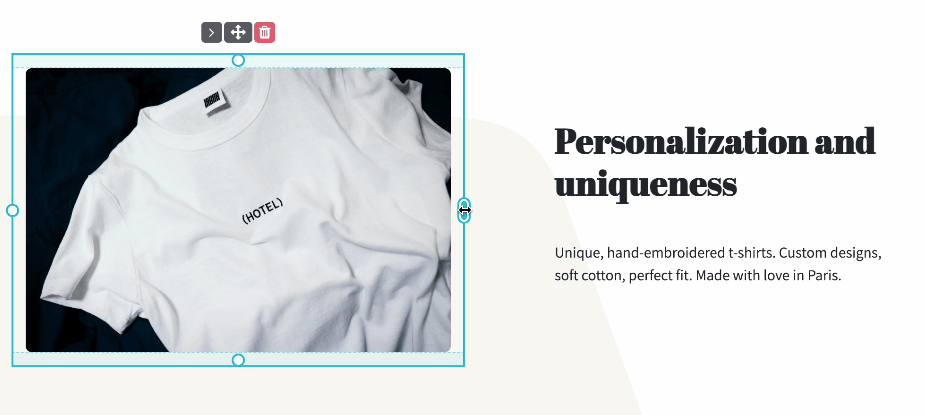 (HOTEL)
Personalization and
uniqueness
Unique, hand-embroidered t-shirts. Custom designs,
soft cotton, perfect fit. Made with love in Paris.